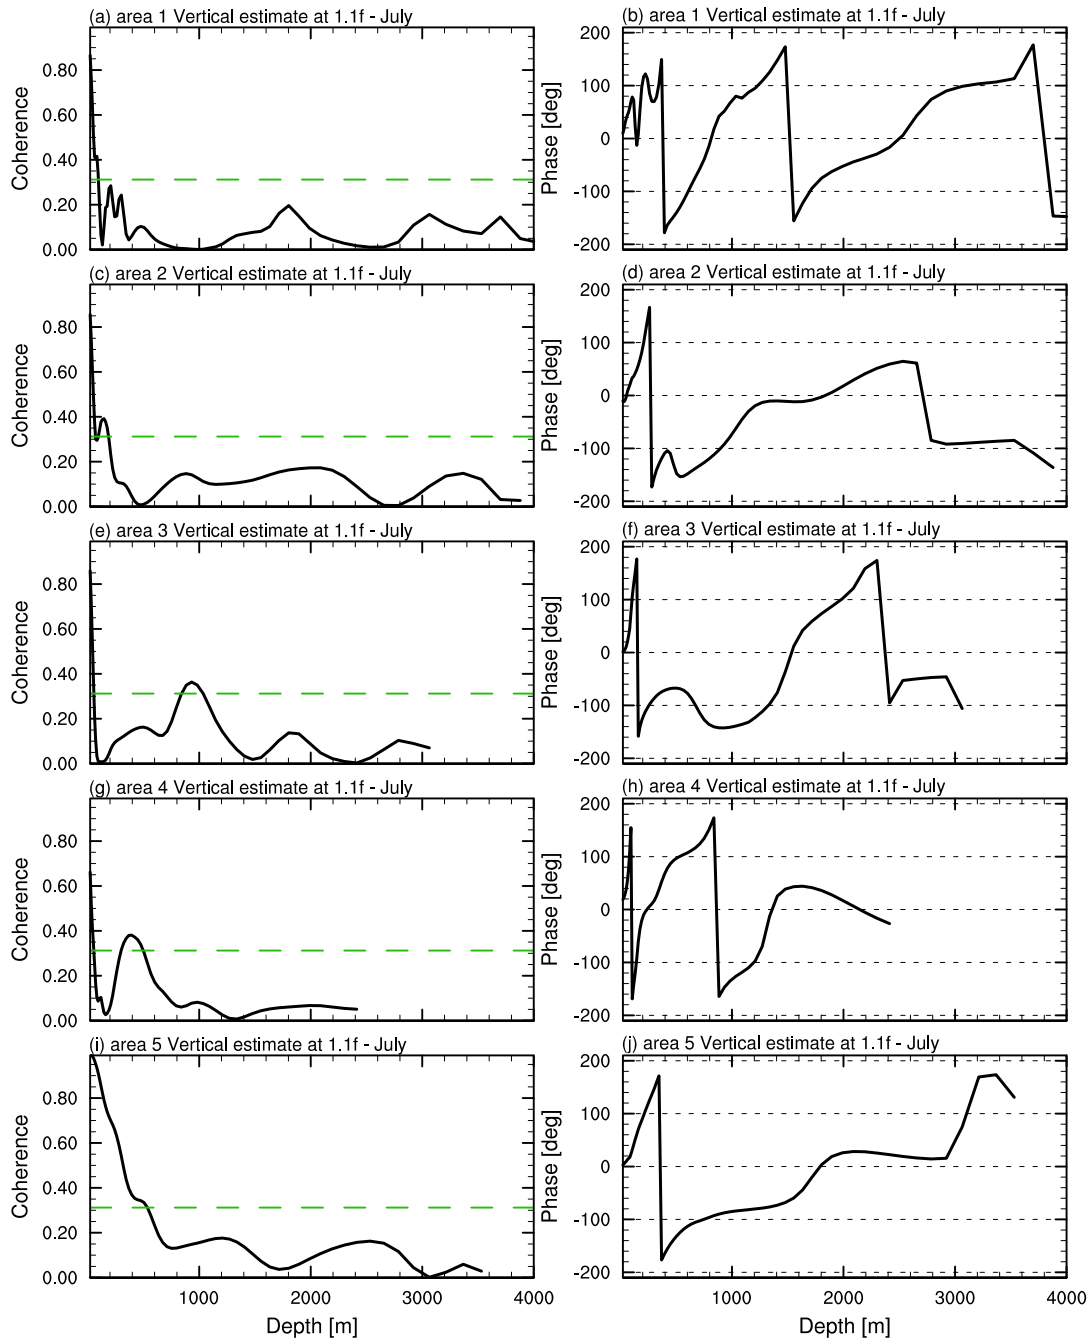 (a) area 1 Vertical estimate at 1.1f - July
0.80
0.60
0.40
0.20
0.00
Coherence
(b) area 1 Vertical estimate at 1.1f - July
200
100
0
-100
-200
Phase [deg]
(c) area 2 Vertical estimate at 1.1f - July
0.80
0.60
0.40
0.20
0.00
Coherence
(d) area 2 Vertical estimate at 1.1f - July
200
100
0
-100
-200
Phase [deg]
(e) area 3 Vertical estimate at 1.1f - July
0.80
0.60
0.40
0.20
0.00
Coherence
(f) area 3 Vertical estimate at 1.1f - July
200
100
0
-100
-200
Phase [deg]
(g) area 4 Vertical estimate at 1.1f - July
0.80
0.60
0.40
0.20
0.00
Coherence
(h) area 4 Vertical estimate at 1.1f - July
200
100
0
-100
-200
Phase [deg]
(i) area 5 Vertical estimate at 1.1f - July
0.80
0.60
0.40
0.20
0.00
Coherence
1000 2000 3000 4000
Depth [m]
(j) area 5 Vertical estimate at 1.1f - July
200
100
0
-100
-200
Phase [deg]
1000 2000 3000 4000
Depth [m]